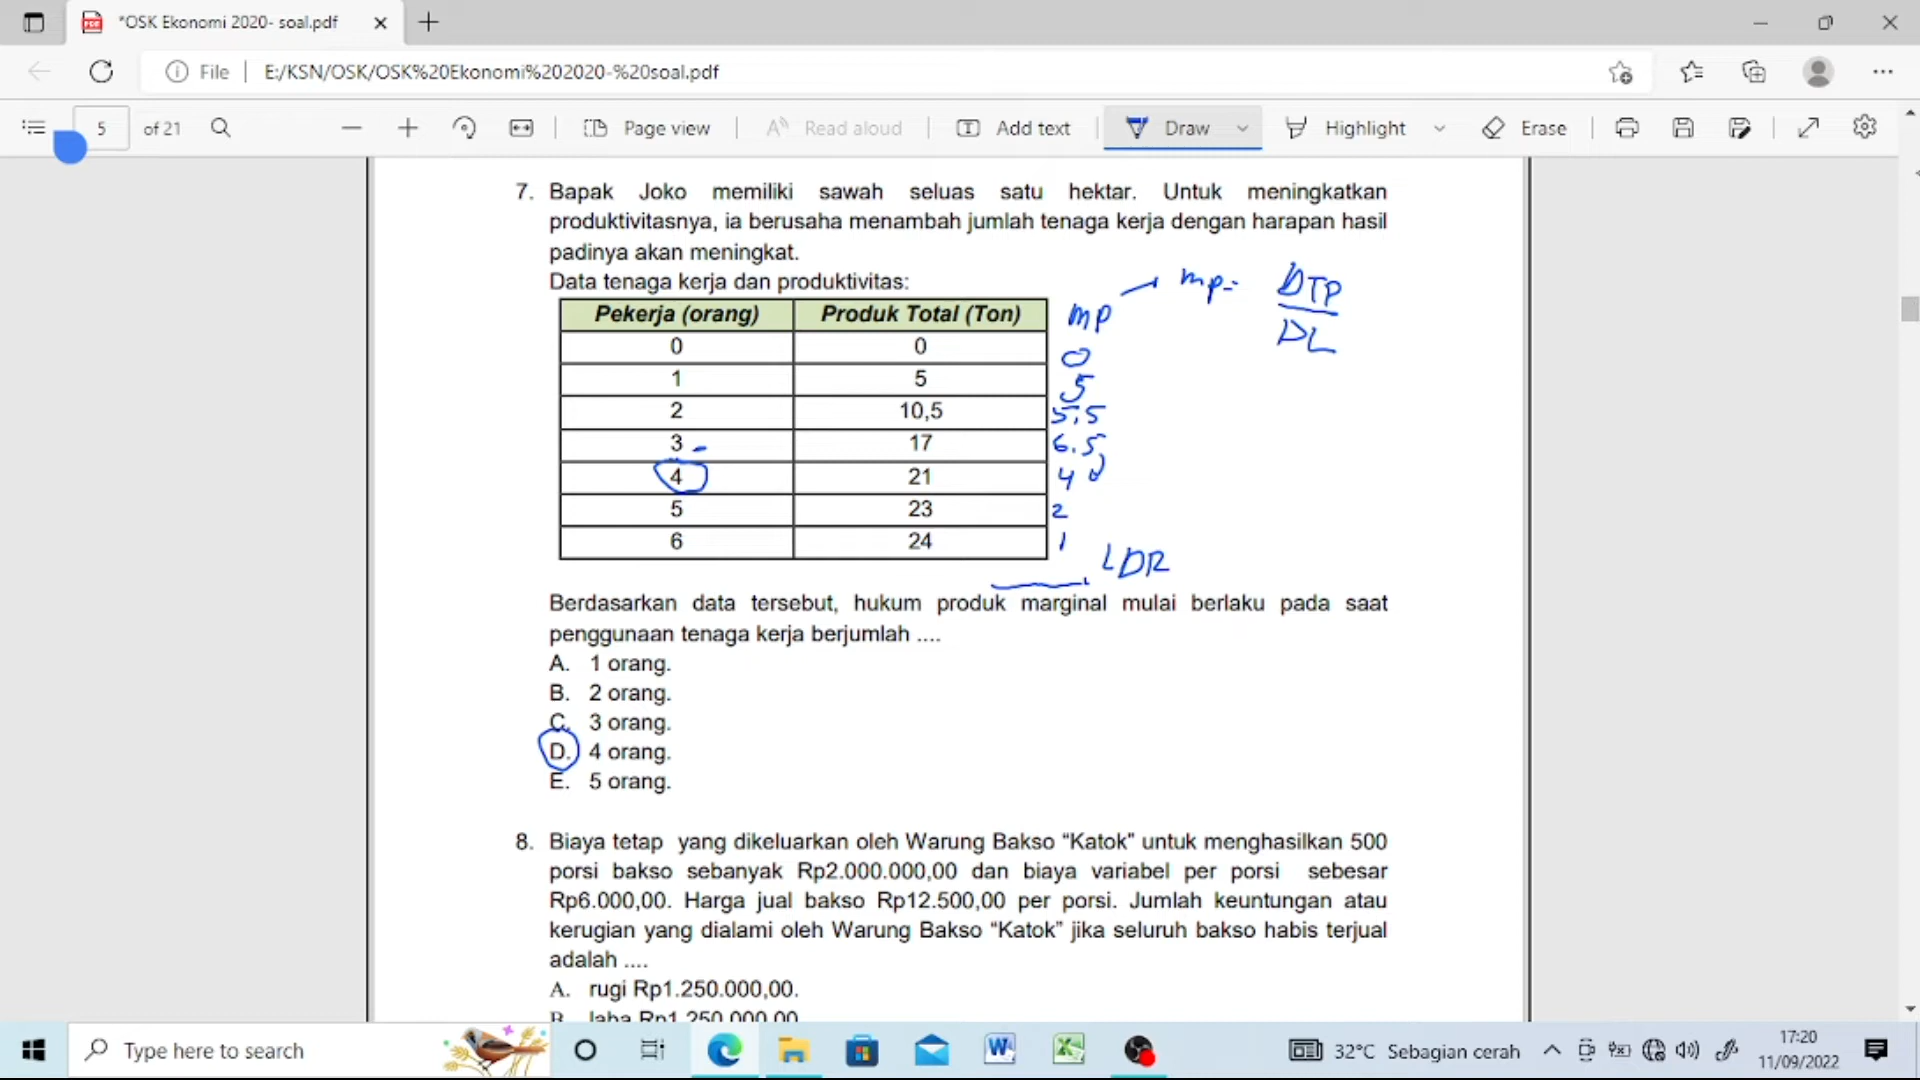 *OSK Ekonomi 2020- soal.pdf
File E:/KSN/OSK/OSK%20Ekonomi%202020-%20soal.pdf
5 of 21 Page view Read aloud Add text Draw Highlight Erase
7. Bapak Joko memiliki sawah seluas satu hektar. Untuk meningkatkan
produktivitasnya, ia berusaha menambah jumlah tenaga kerja dengan harapan hasil
padinya akan meningkat.
Data tenaga kerja dan produktivitas:
mp = DTP
DL
Pekerja (orang) Produk Total (Ton) mp
0 0 0
1 5 5
2 10,5 5,5
3 17 6.5
4 21 4
5 23 2
6 24 1
LDR
Berdasarkan data tersebut, hukum produk marginal mulai berlaku pada saat
penggunaan tenaga kerja berjumlah ....
A. 1 orang.
B. 2 orang.
C. 3 orang.
D. 4 orang.
E. 5 orang.
8. Biaya tetap yang dikeluarkan oleh Warung Bakso “Katok” untuk menghasilkan 500
porsi bakso sebanyak Rp2.000.000,00 dan biaya variabel per porsi sebesar
Rp6.000,00. Harga jual bakso Rp12.500,00 per porsi. Jumlah keuntungan atau
kerugian yang dialami oleh Warung Bakso “Katok” jika seluruh bakso habis terjual
adalah ....
A. rugi Rp1.250.000,00.
B. laba Rp1.250.000,00.
Type here to search 32°C Sebagian cerah 17:20
11/09/2022